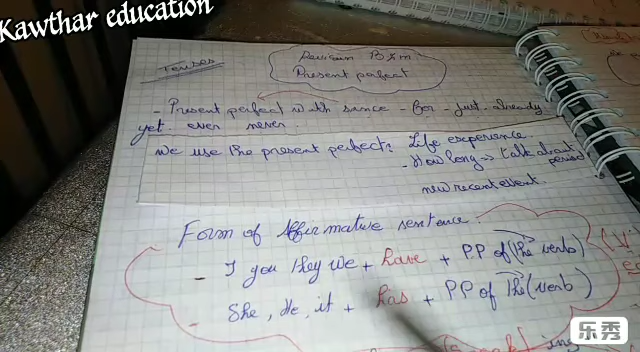 Kawthar education
Tenses
Revision B&m
Present perfect
- Present perfect with since - for - just - already
yet - ever never.
we use the present perfect: Life experience.
- How long => talk about period
new recent event.
Form of Affirmative sentence.
- I you they we + have + P.P of (the verb)
- She, He, it + has + P.P of the (verb)
乐秀